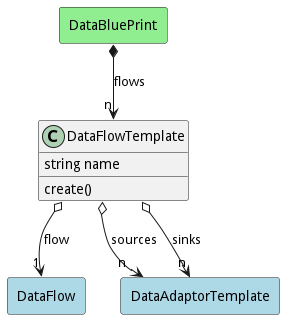 DataBluePrint
flows
n
C DataFlowTemplate
string name
create()
flow
sources
sinks
1
n
n
DataFlow
DataAdaptorTemplate